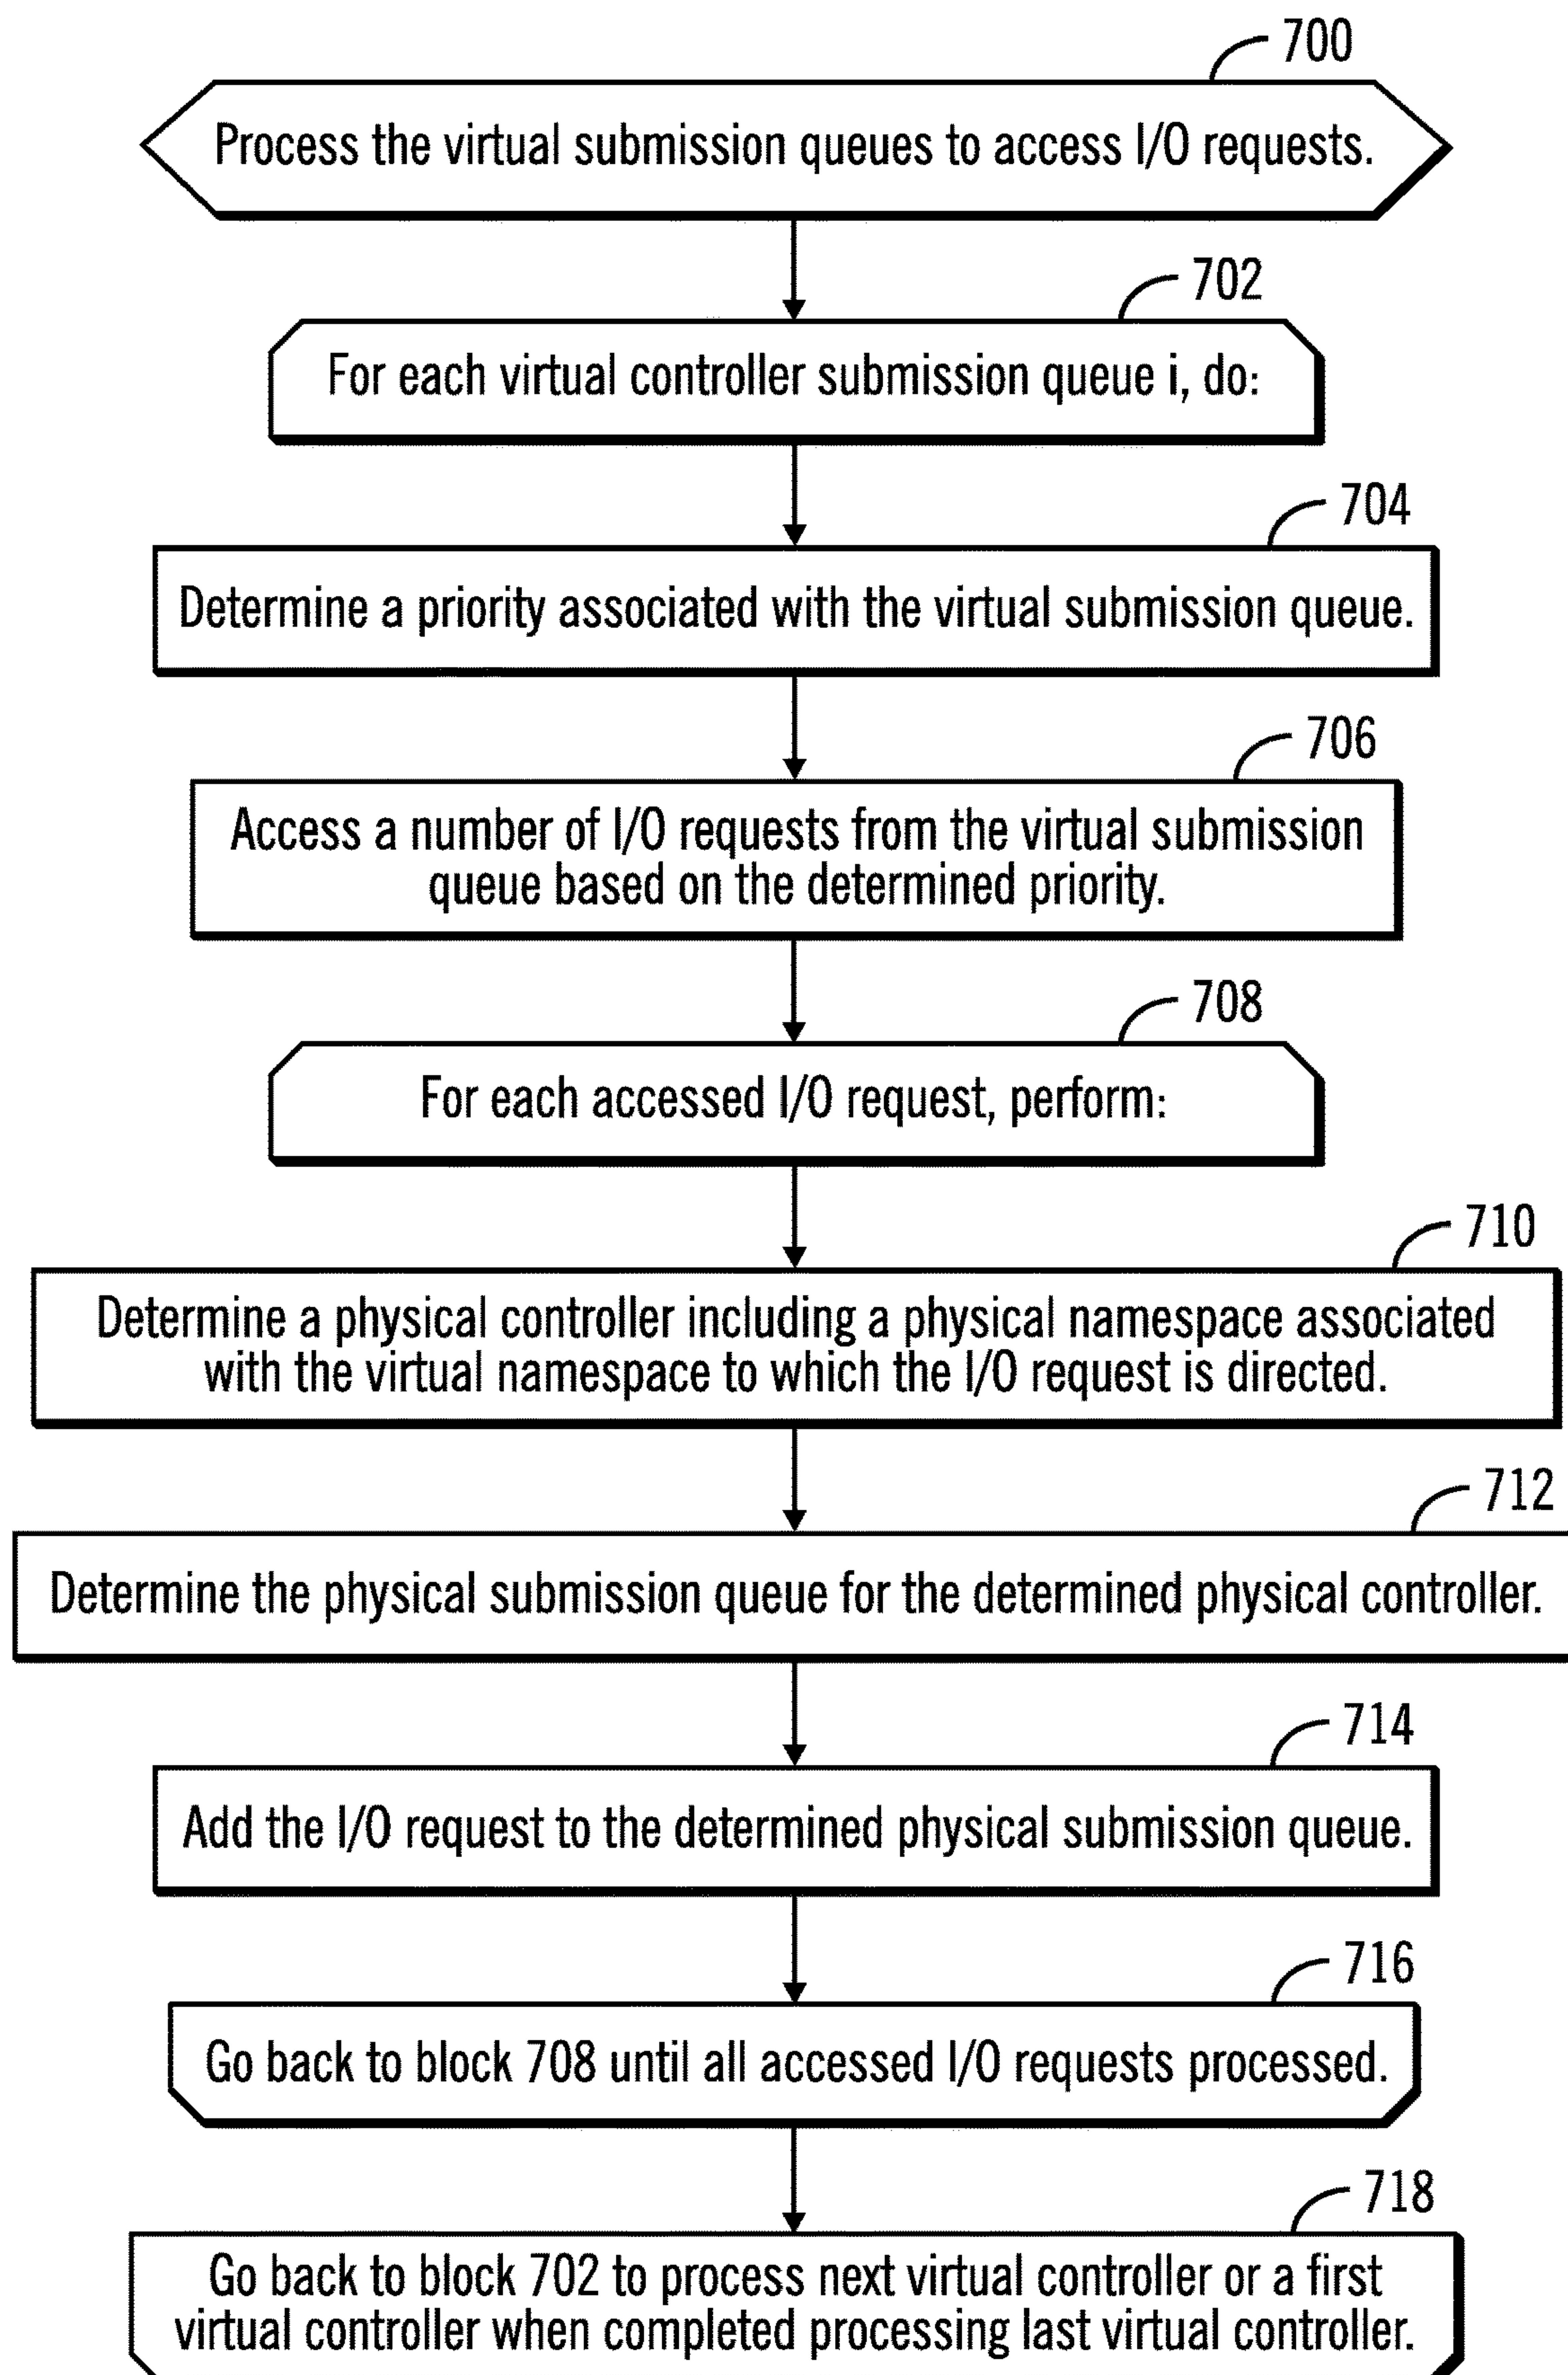 700
Process the virtual submission queues to access I/O requests.
702
For each virtual controller submission queue i, do:
704
Determine a priority associated with the virtual submission queue.
706
Access a number of I/O requests from the virtual submission
queue based on the determined priority.
708
For each accessed I/O request, perform:
710
Determine a physical controller including a physical namespace associated
with the virtual namespace to which the I/O request is directed.
712
Determine the physical submission queue for the determined physical controller.
714
Add the I/O request to the determined physical submission queue.
716
Go back to block 708 until all accessed I/O requests processed.
718
Go back to block 702 to process next virtual controller or a first
virtual controller when completed processing last virtual controller.